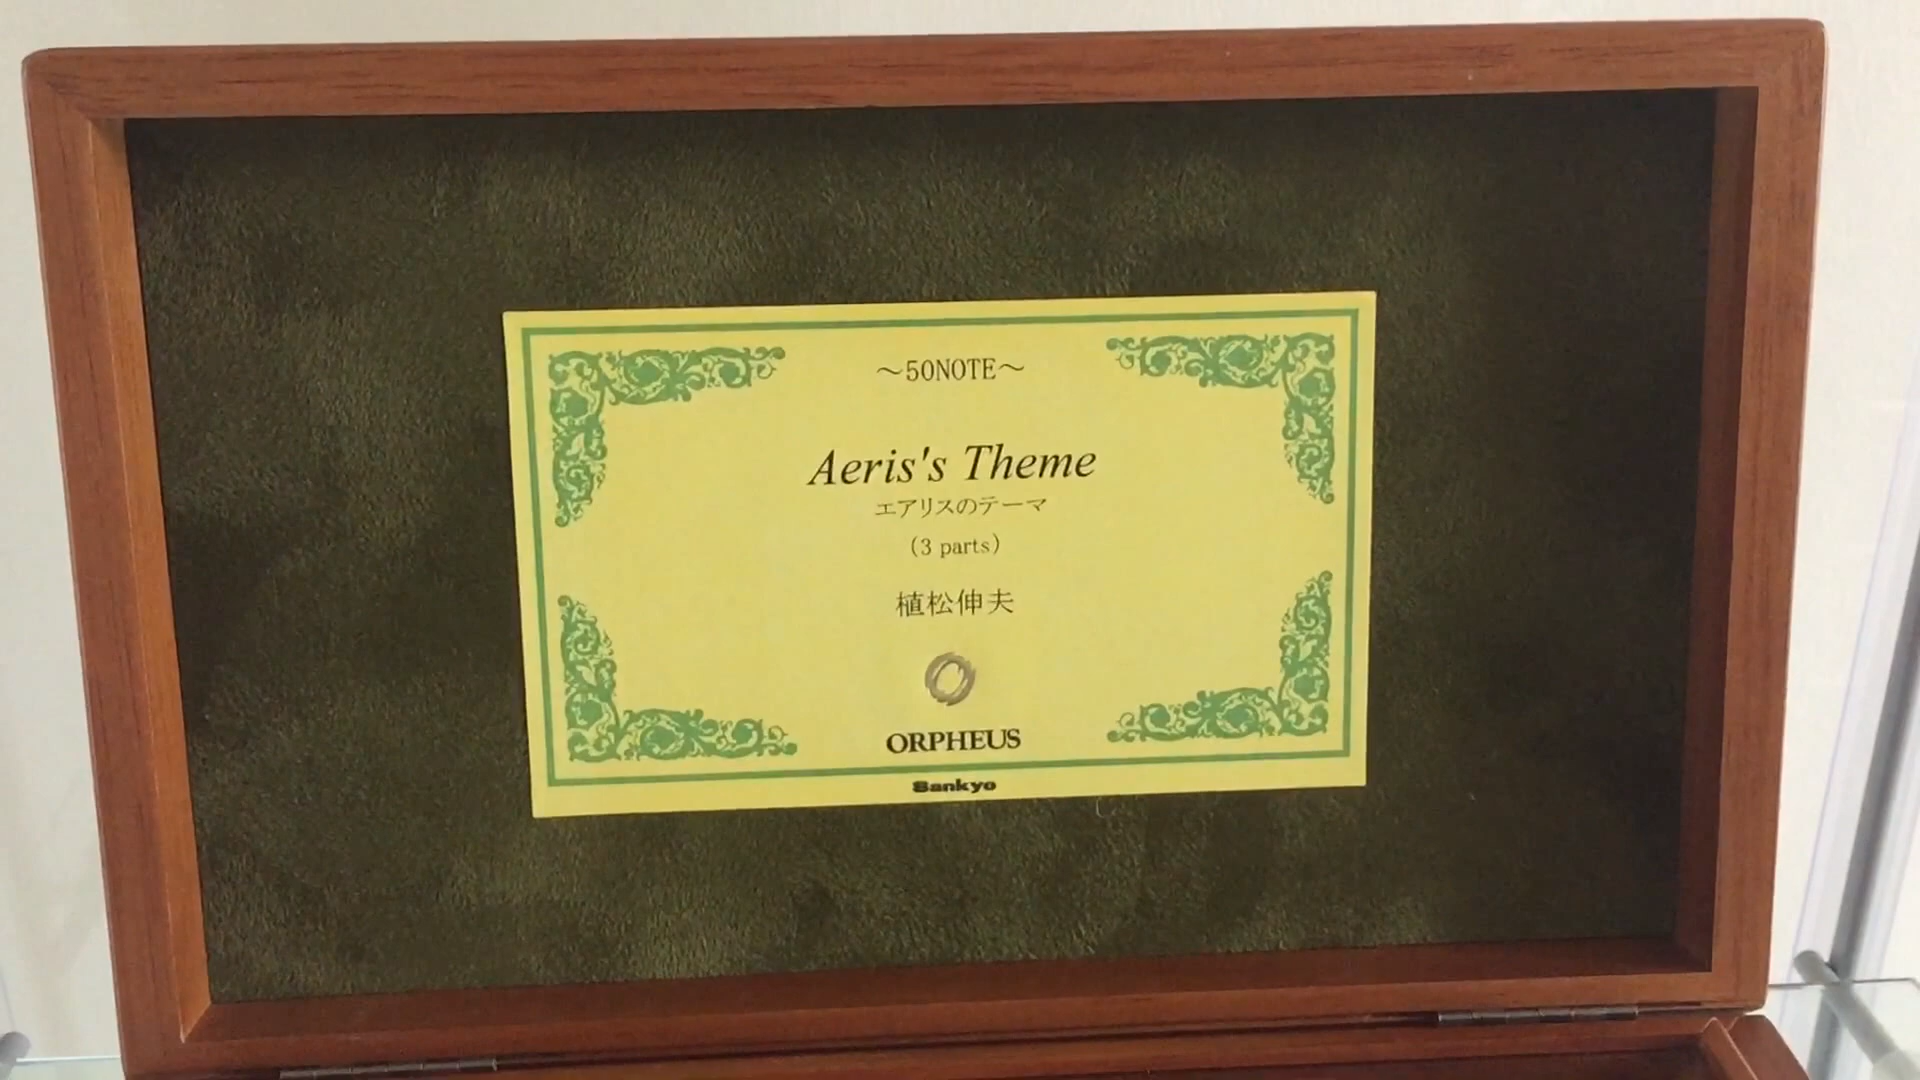 ～50NOTE～
Aeris's Theme
エアリスのテーマ
(3 parts)
植松伸夫
ORPHEUS
Sankyo